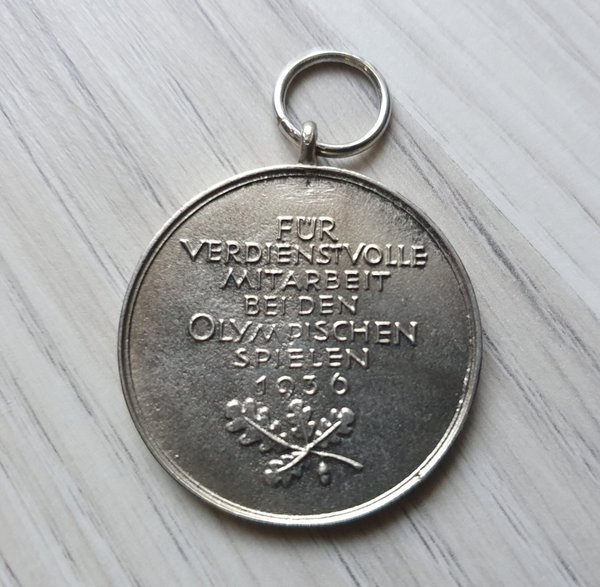 FÜR
VERDIENSTVOLLE
MITARBEIT
BEI DEN
OLYMPISCHEN
SPIELEN
1936